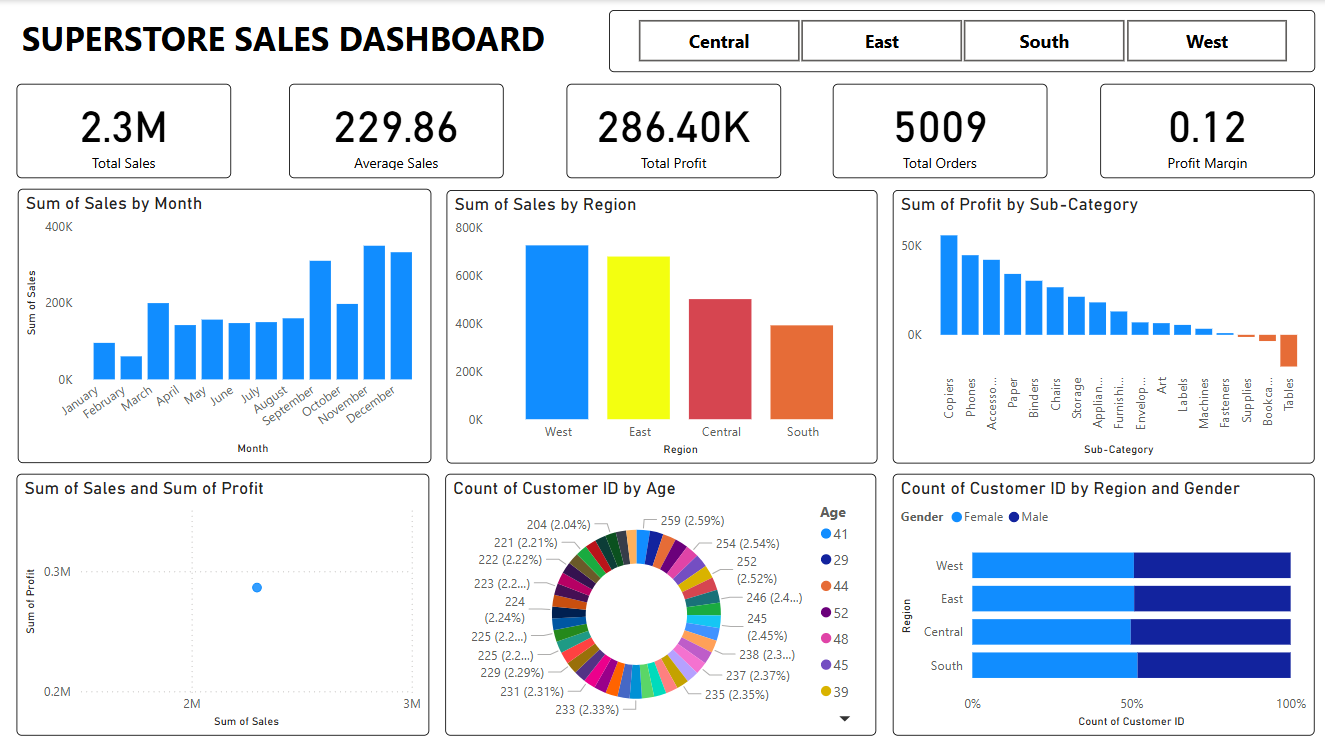 SUPERSTORE SALES DASHBOARD
Central
East
South
West
2.3M
Total Sales
229.86
Average Sales
286.40K
Total Profit
5009
Total Orders
0.12
Profit Margin
Sum of Sales by Month
400K
200K
0K
Sum of Sales
January
February
March
April
May
June
July
August
September
October
November
December
Month
Sum of Sales by Region
800K
600K
400K
200K
0K
West
East
Central
South
Region
Sum of Profit by Sub-Category
50K
0K
Copiers
Phones
Accesso...
Paper
Binders
Chairs
Storage
Applian...
Furnishi...
Envelop...
Art
Labels
Machines
Fasteners
Supplies
Bookca...
Tables
Sub-Category
Sum of Sales and Sum of Profit
0.3M
0.2M
Sum of Profit
2M
3M
Sum of Sales
Count of Customer ID by Age
259 (2.59%)
254 (2.54%)
252
(2.52%)
246 (2.4...)
245
(2.45%)
238 (2.3...)
237 (2.37%)
235 (2.35%)
233 (2.33%)
231 (2.31%)
229 (2.29%)
225 (2.2...)
225 (2.2...)
224
(2.24%)
223 (2.2...)
222 (2.22%)
221 (2.21%)
204 (2.04%)
Age
41
29
44
52
48
45
39
Count of Customer ID by Region and Gender
Gender
Female
Male
West
East
Central
South
Region
0%
50%
100%
Count of Customer ID